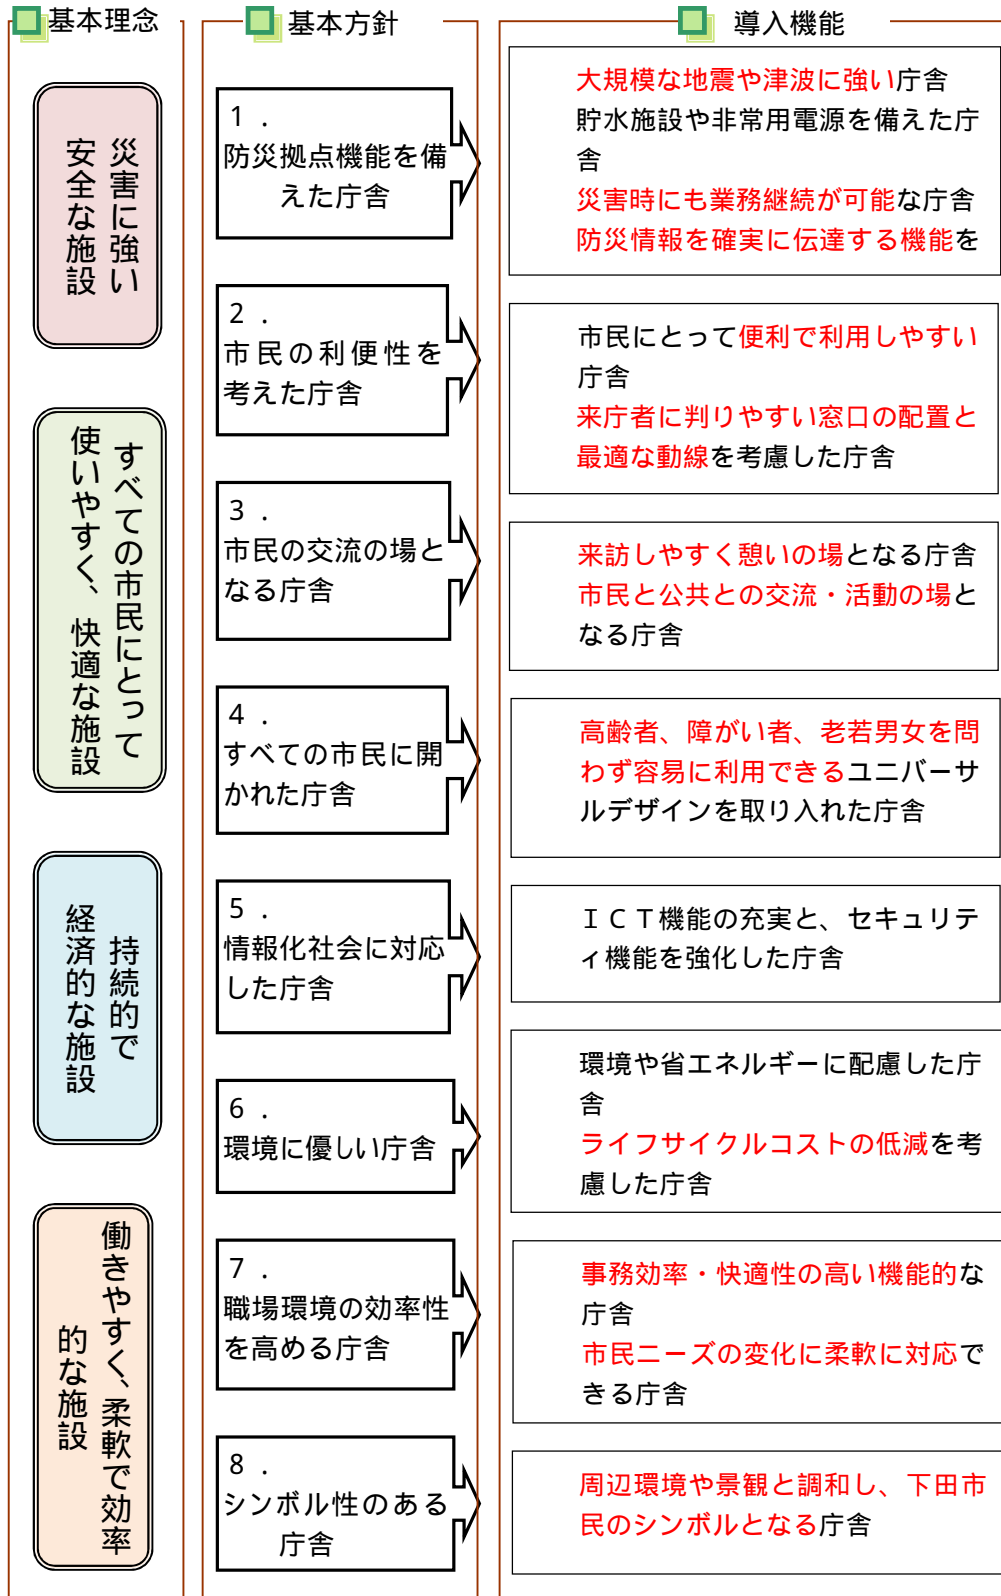 基本理念
災害に強い
安全な施設
すべての市民にとって
使いやすく、快適な施設
持続的で
経済的な施設
働きやすく、柔軟で効率
的な施設
基本方針
1．
防災拠点機能を備
えた庁舎
2．
市民の利便性を
考えた庁舎
3．
市民の交流の場と
なる庁舎
4．
すべての市民に開
かれた庁舎
5．
情報化社会に対応
した庁舎
6．
環境に優しい庁舎
7．
職場環境の効率性
を高める庁舎
8．
シンボル性のある
庁舎
導入機能
大規模な地震や津波に強い庁舎
貯水施設や非常用電源を備えた庁
舎
災害時にも業務継続が可能な庁舎
防災情報を確実に伝達する機能を
市民にとって便利で利用しやすい
庁舎
来庁者に判りやすい窓口の配置と
最適な動線を考慮した庁舎
来訪しやすく憩いの場となる庁舎
市民と公共との交流・活動の場と
なる庁舎
高齢者、障がい者、老若男女を問
わず容易に利用できるユニバーサ
ルデザインを取り入れた庁舎
ＩＣＴ機能の充実と、セキュリテ
ィ機能を強化した庁舎
環境や省エネルギーに配慮した庁
舎
ライフサイクルコストの低減を考
慮した庁舎
事務効率・快適性の高い機能的な
庁舎
市民ニーズの変化に柔軟に対応で
きる庁舎
周辺環境や景観と調和し、下田市
民のシンボルとなる庁舎